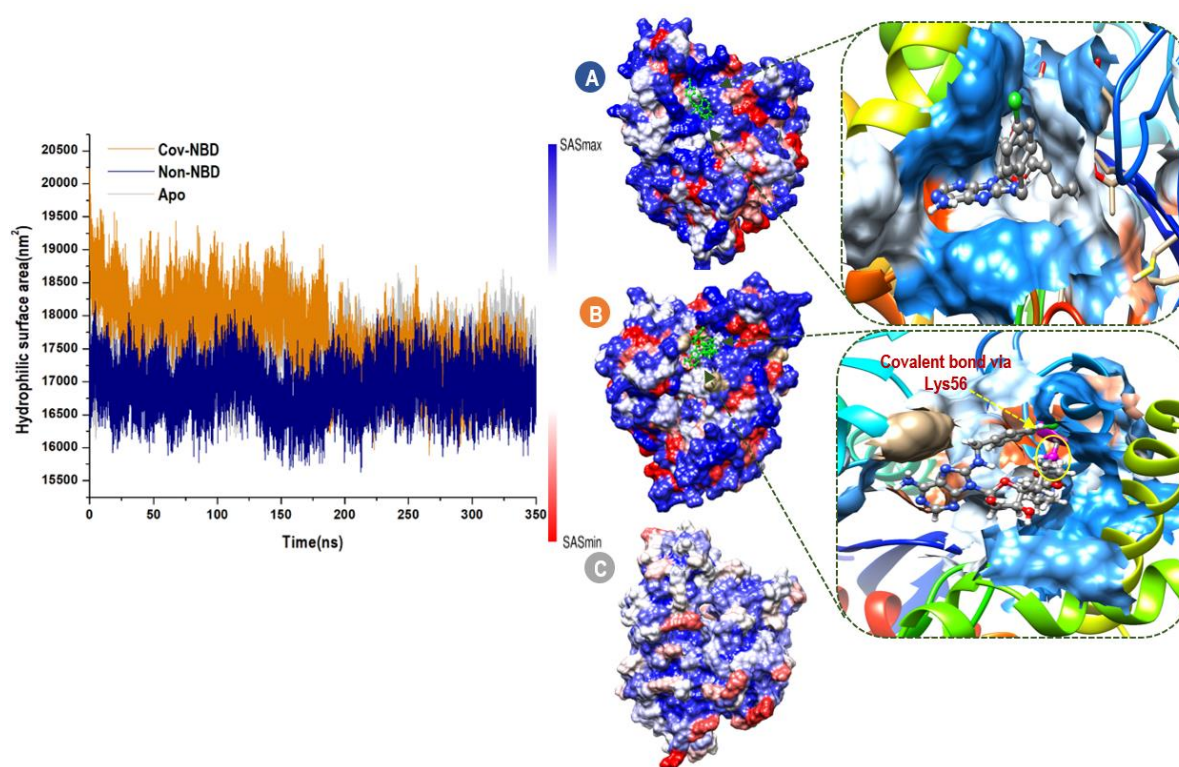 20500
20000
19500
19000
18500
18000
17500
17000
16500
16000
15500
Hydrophilic surface area(nm²)
Cov-NBD
Non-NBD
Apo
0
50
100
150
200
250
300
350
Time(ns)
SASmax
SASmin
A
B
Covalent bond via
Lys56
C